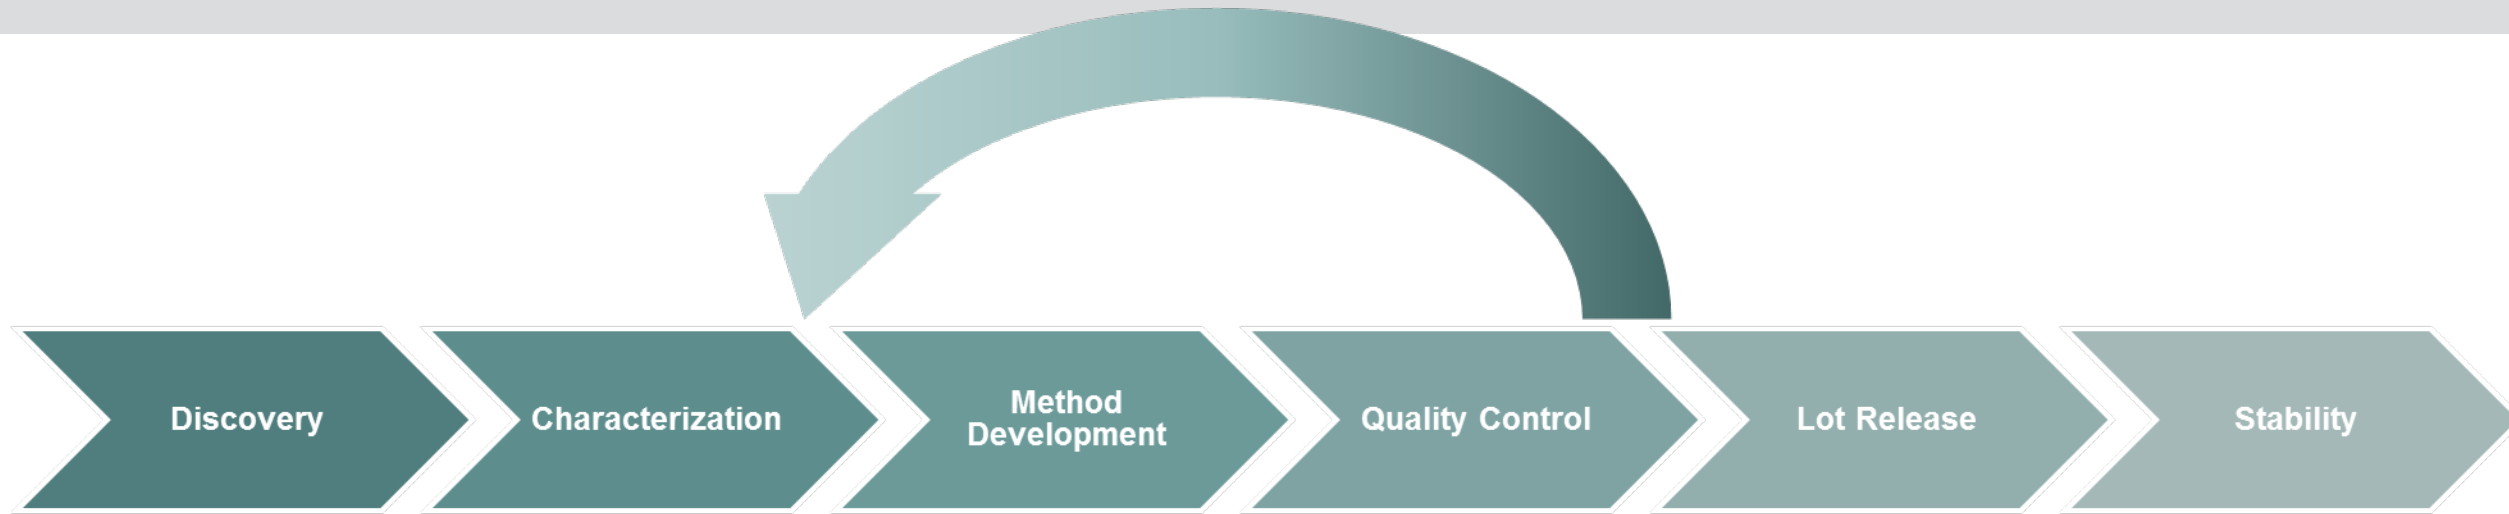 Discovery
Characterization
Method
Development
Quality Control
Lot Release
Stability